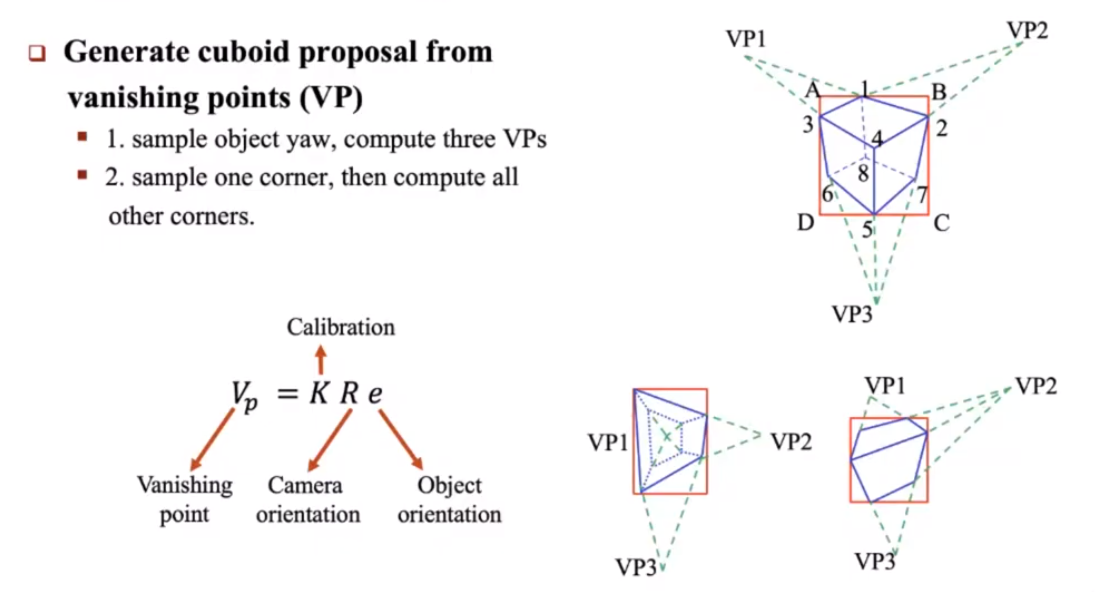 Generate cuboid proposal from
vanishing points (VP)
1. sample object yaw, compute three VPs
2. sample one corner, then compute all
other corners.
VP1
VP2
A
1
B
3
2
4
8
6
7
D
5
C
VP3
Calibration
V_p = K R e
Vanishing
point
Camera
orientation
Object
orientation
VP1
VP2
VP3
VP1
VP2
VP3